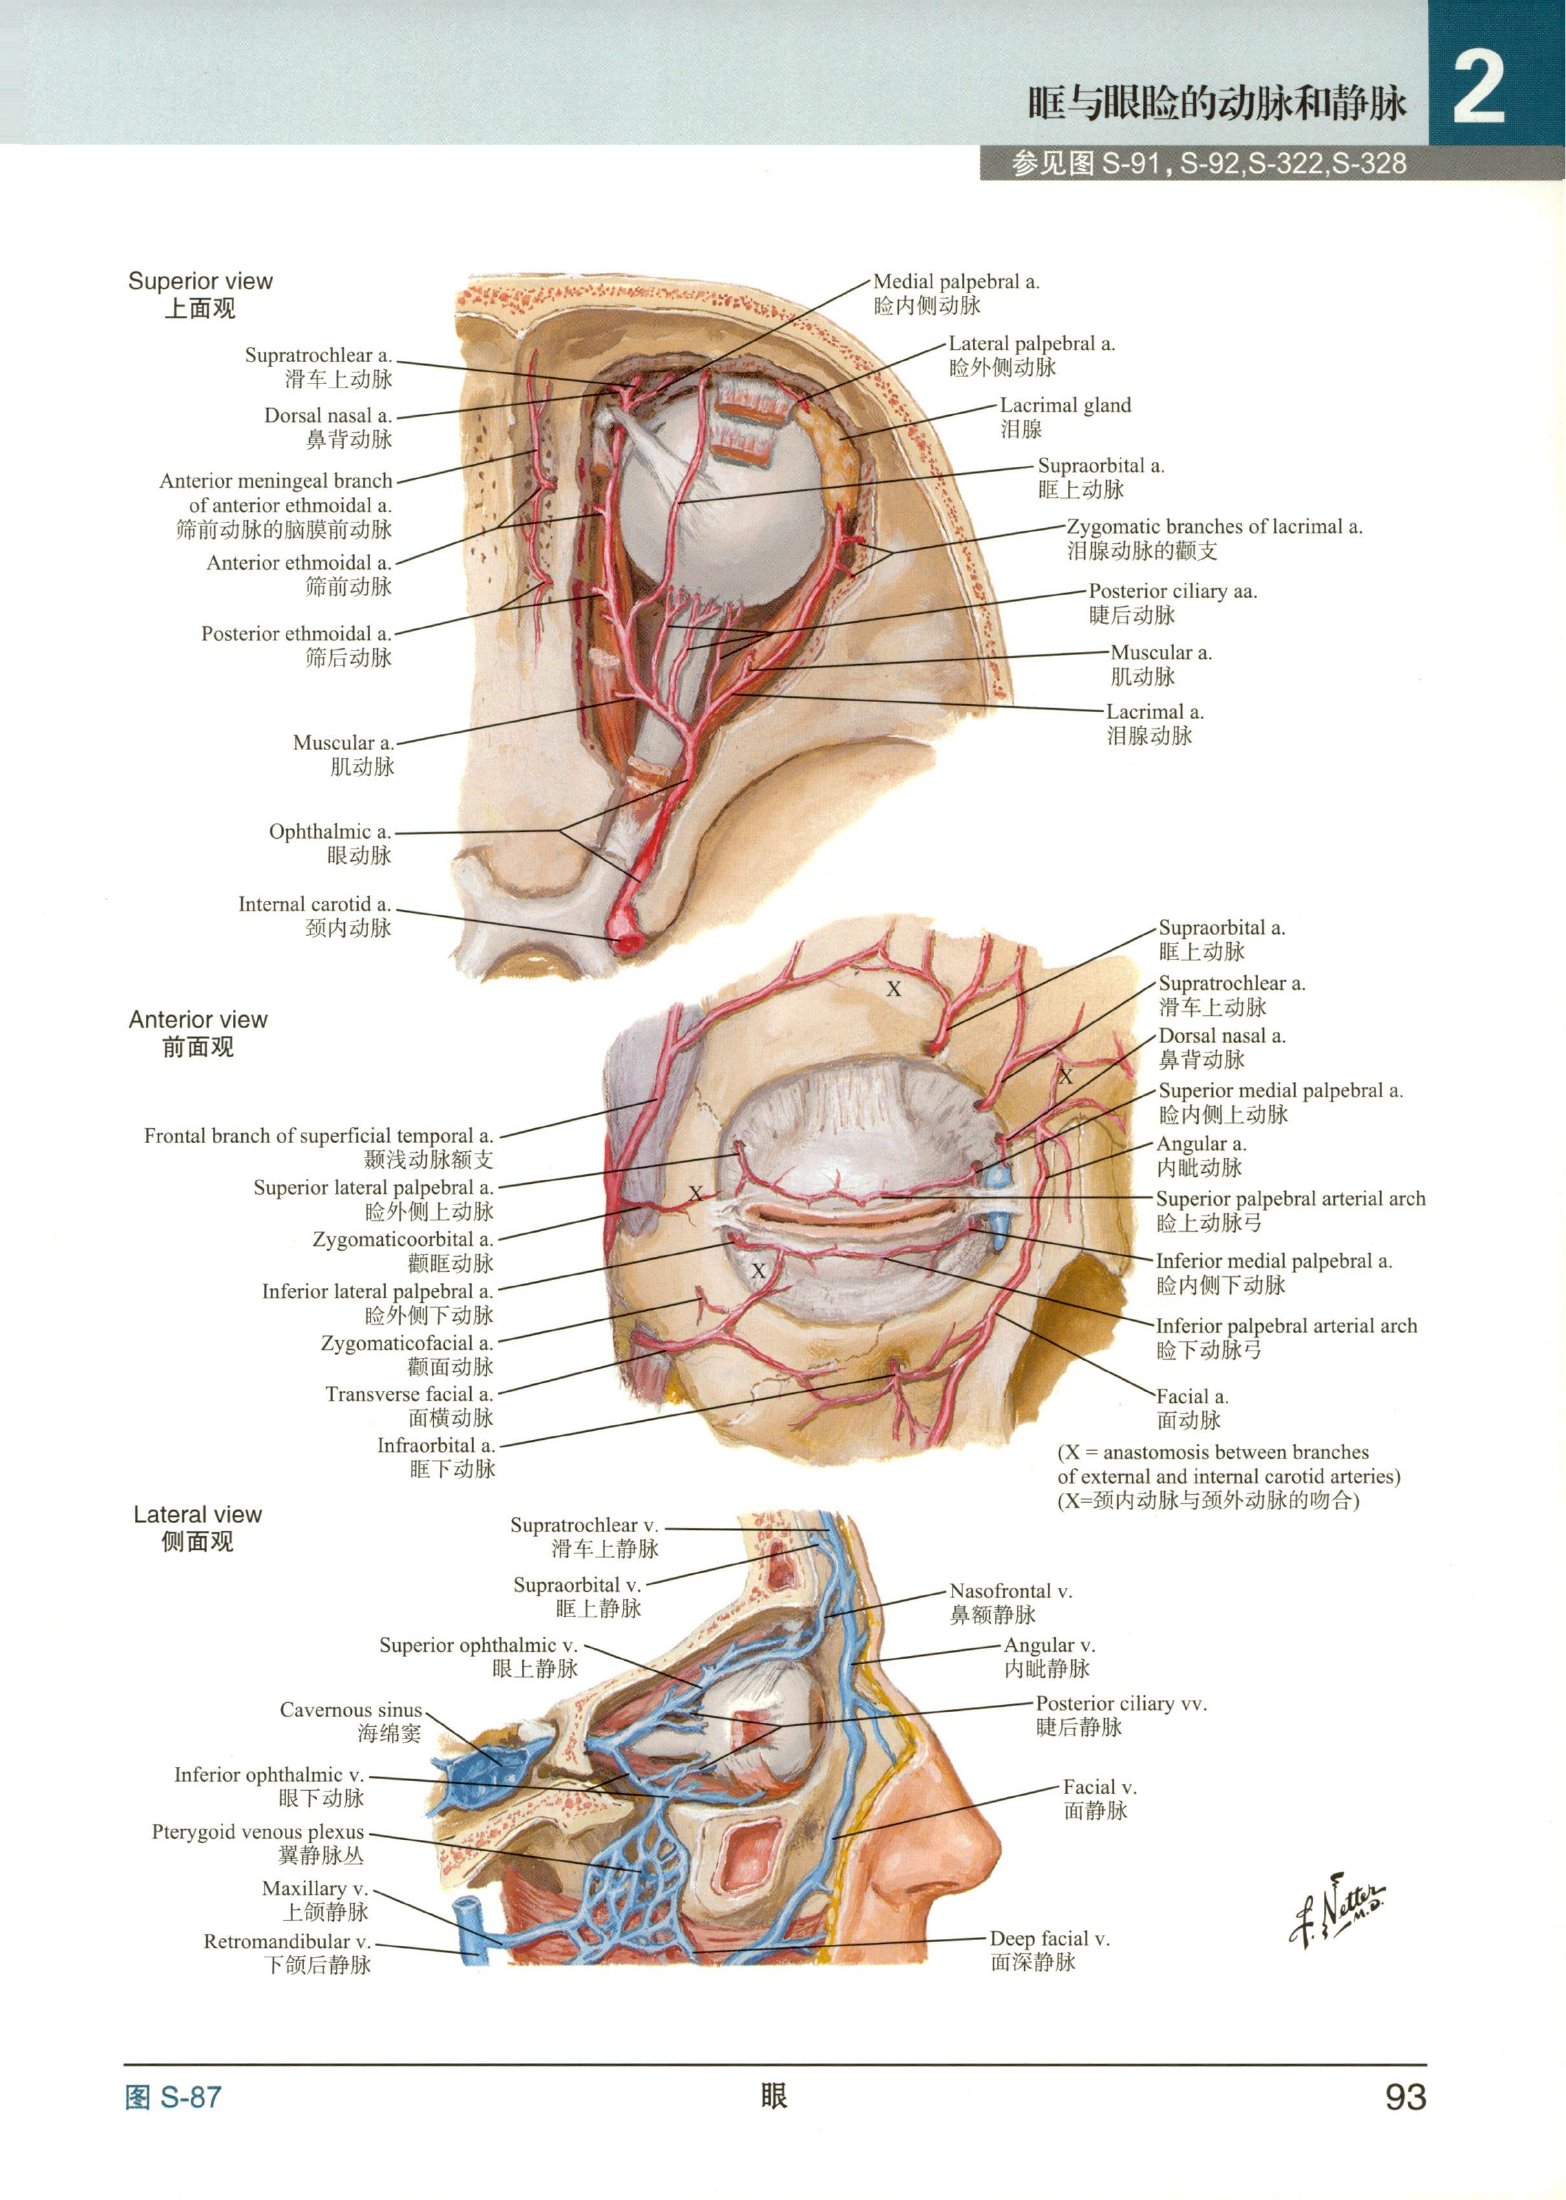 眶与眼睑的动脉和静脉
2
参见图 S-91, S-92,S-322,S-328
Superior view
上面观
Supratrochlear a.
滑车上动脉
Dorsal nasal a.
鼻背动脉
Anterior meningeal branch
of anterior ethmoidal a.
筛前动脉的脑膜前动脉
Anterior ethmoidal a.
筛前动脉
Posterior ethmoidal a.
筛后动脉
Muscular a.
肌动脉
Ophthalmic a.
眼动脉
Internal carotid a.
颈内动脉
Medial palpebral a.
睑内侧动脉
Lateral palpebral a.
睑外侧动脉
Lacrimal gland
泪腺
Supraorbital a.
眶上动脉
Zygomatic branches of lacrimal a.
泪腺动脉的颧支
Posterior ciliary aa.
睫后动脉
Muscular a.
肌动脉
Lacrimal a.
泪腺动脉
Anterior view
前面观
Frontal branch of superficial temporal a.
颞浅动脉额支
Superior lateral palpebral a.
睑外侧上动脉
Zygomaticoorbital a.
颧眶动脉
Inferior lateral palpebral a.
睑外侧下动脉
Zygomaticofacial a.
颧面动脉
Transverse facial a.
面横动脉
Infraorbital a.
眶下动脉
X
X
X
X
Supraorbital a.
眶上动脉
Supratrochlear a.
滑车上动脉
Dorsal nasal a.
鼻背动脉
Superior medial palpebral a.
睑内侧上动脉
Angular a.
内眦动脉
Superior palpebral arterial arch
睑上动脉弓
Inferior medial palpebral a.
睑内侧下动脉
Inferior palpebral arterial arch
睑下动脉弓
Facial a.
面动脉
(X = anastomosis between branches
of external and internal carotid arteries)
(X=颈内动脉与颈外动脉的吻合)
Lateral view
侧面观
Supratrochlear v.
滑车上静脉
Supraorbital v.
眶上静脉
Superior ophthalmic v.
眼上静脉
Cavernous sinus
海绵窦
Inferior ophthalmic v.
眼下动脉
Pterygoid venous plexus
翼静脉丛
Maxillary v.
上颌静脉
Retromandibular v.
下颌后静脉
Nasofrontal v.
鼻额静脉
Angular v.
内眦静脉
Posterior ciliary vv.
睫后静脉
Facial v.
面静脉
Deep facial v.
面深静脉
F. Netter
M.D.
图 S-87
眼
93